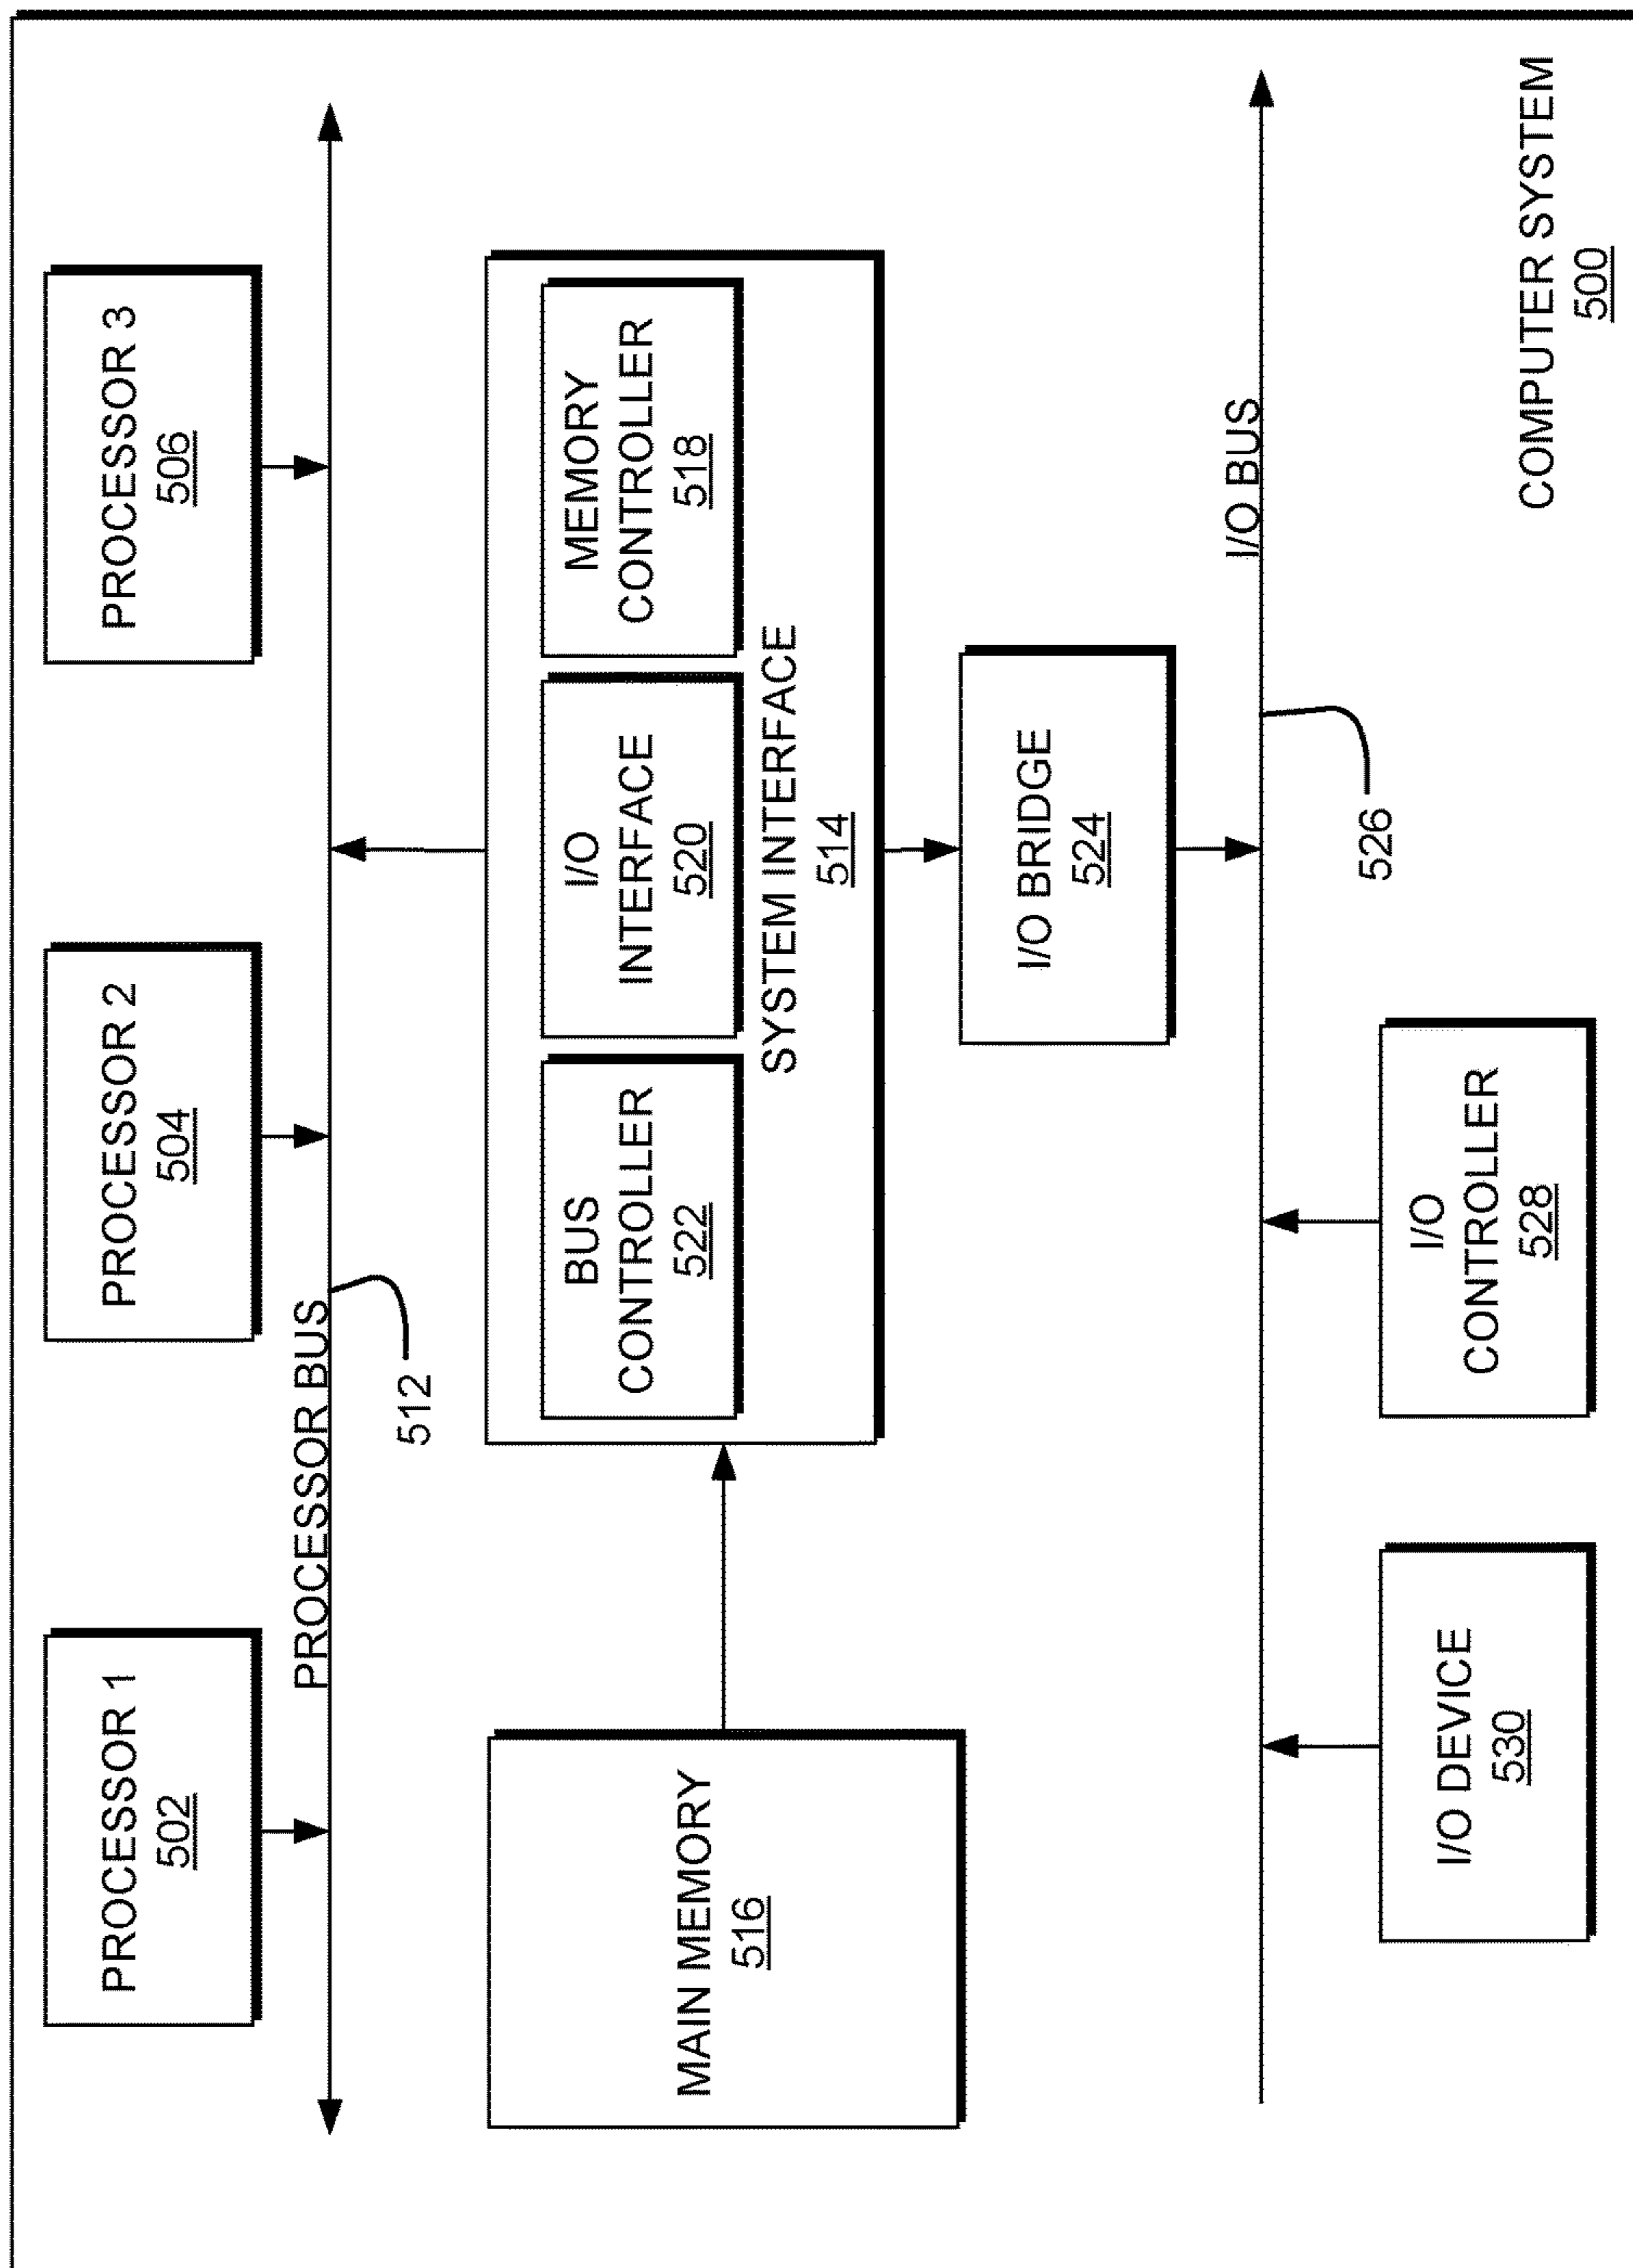 PROCESSOR 1
502
PROCESSOR 2
504
PROCESSOR 3
506
PROCESSOR BUS
512
MAIN MEMORY
516
BUS
CONTROLLER
522
I/O
INTERFACE
520
MEMORY
CONTROLLER
518
SYSTEM INTERFACE
514
I/O BRIDGE
524
I/O BUS
526
I/O DEVICE
530
I/O
CONTROLLER
528
COMPUTER SYSTEM
500